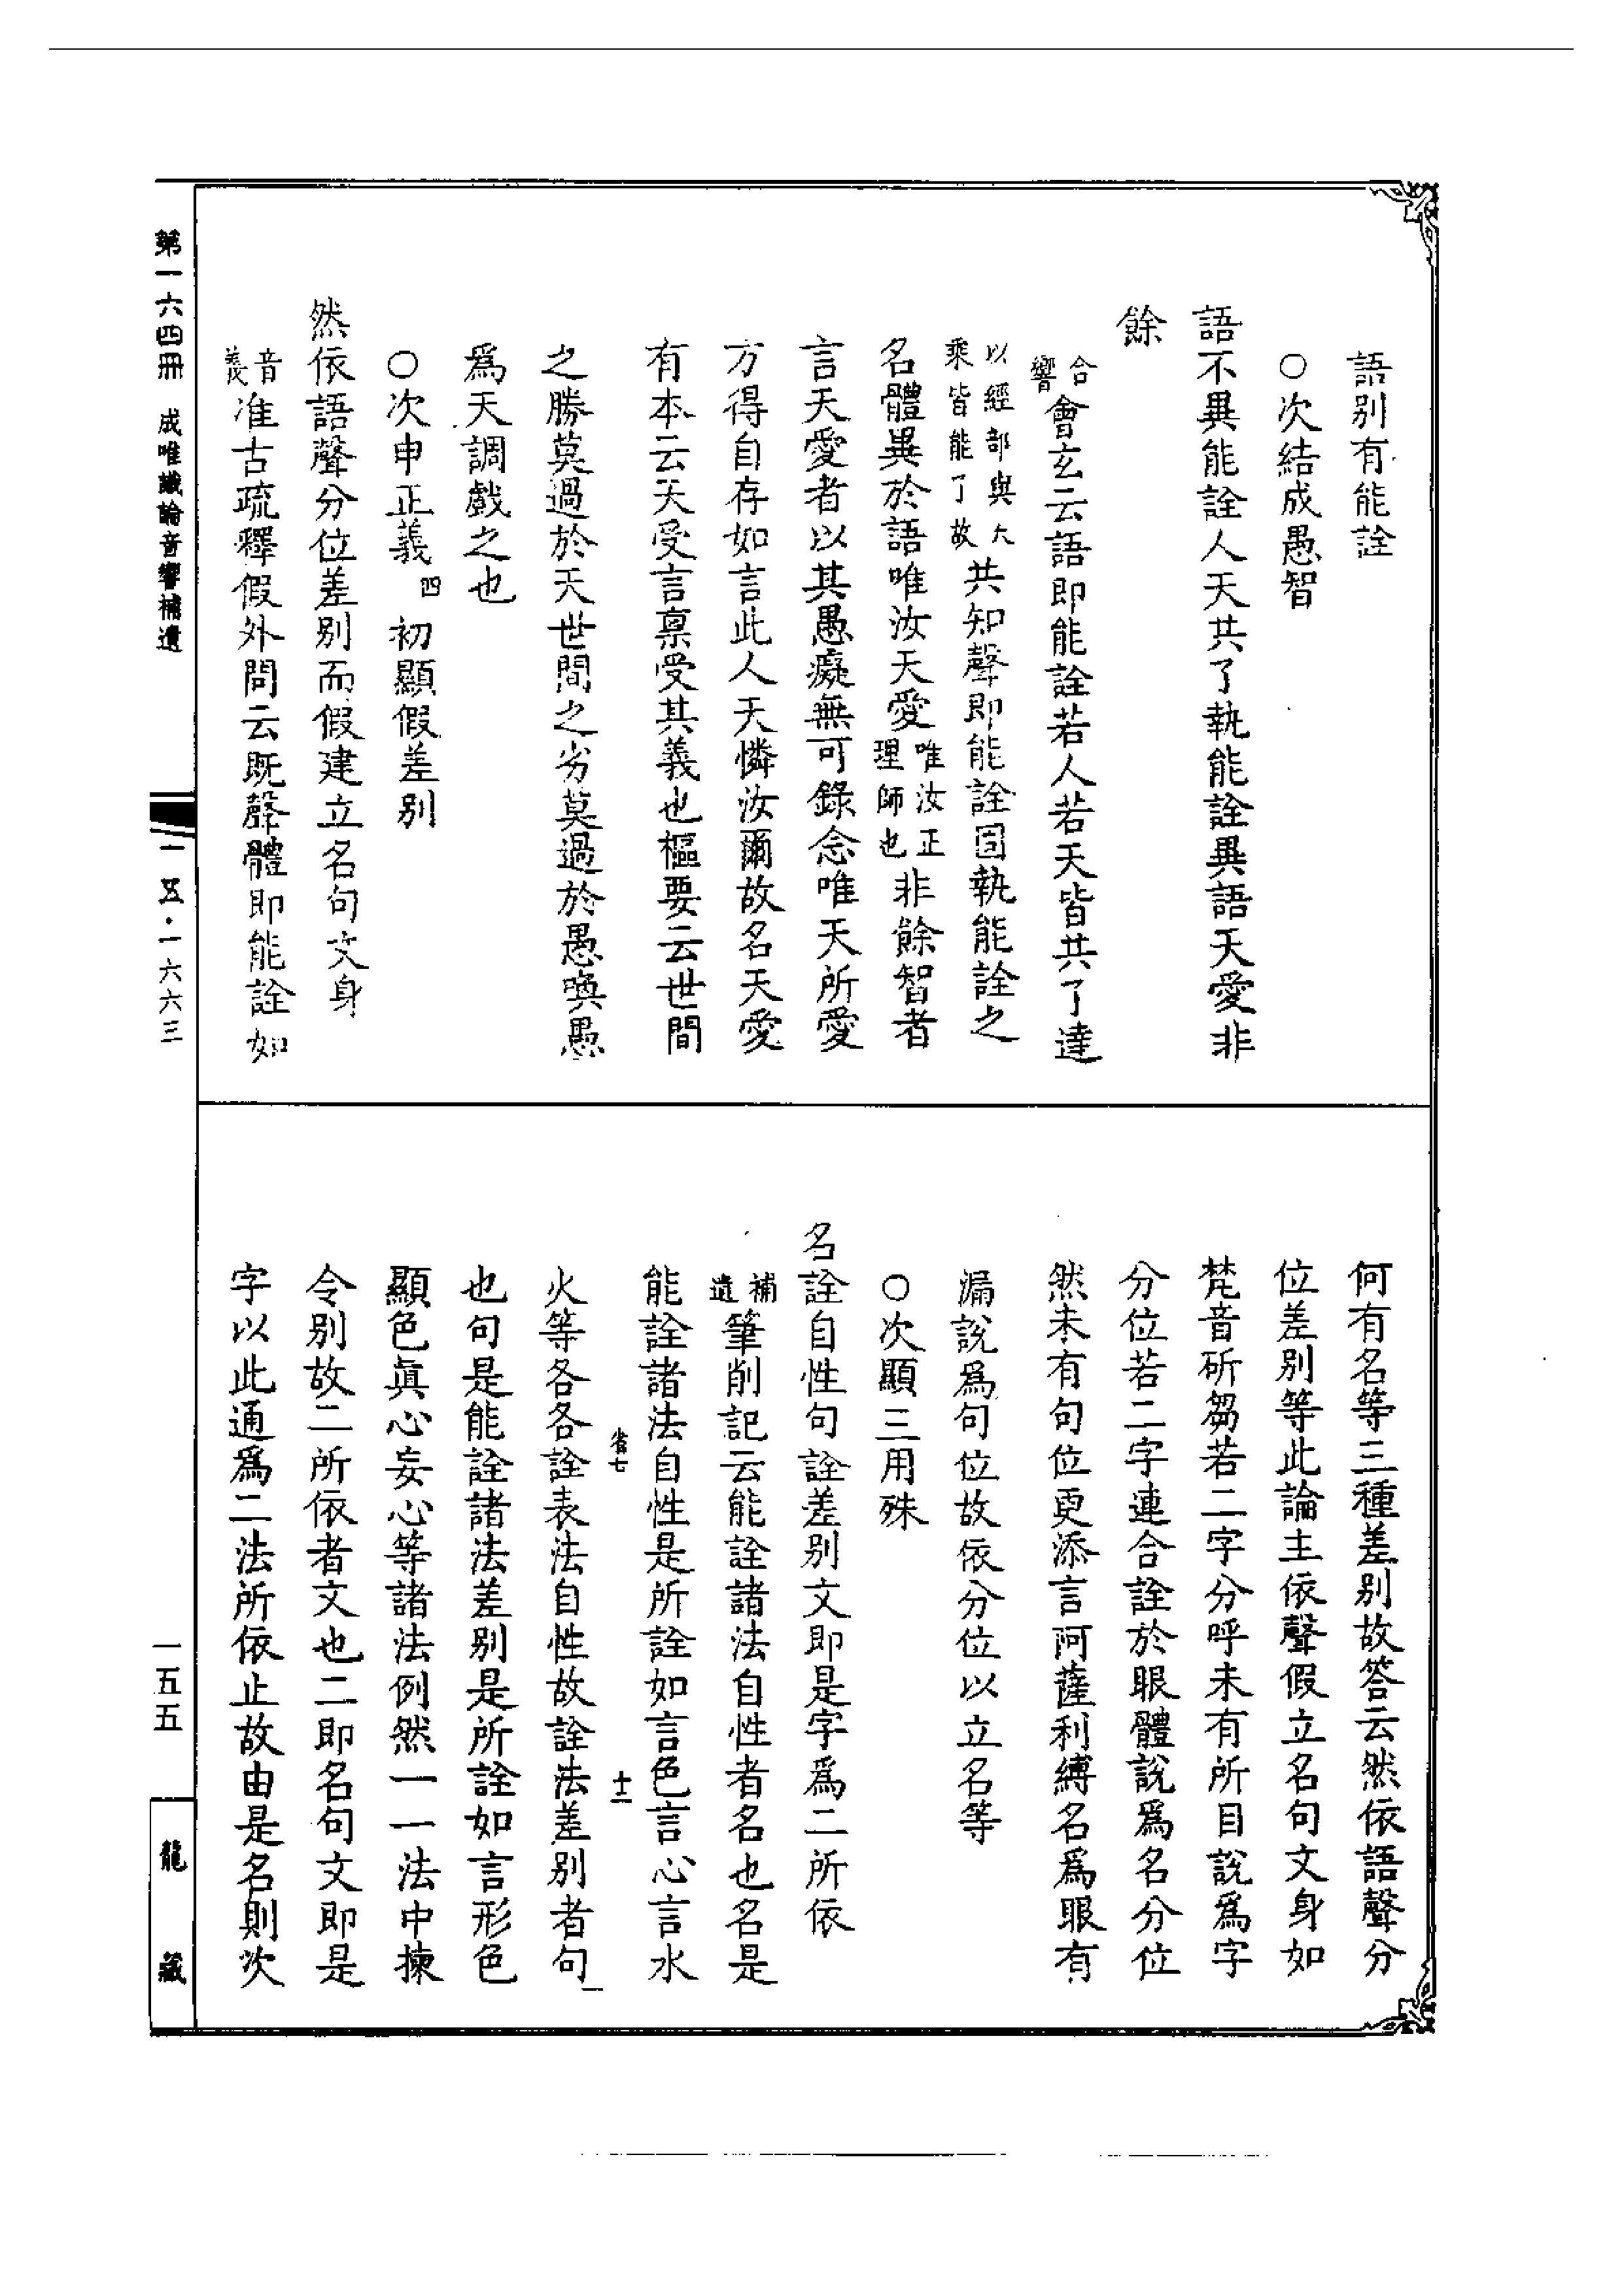 語別有能詮
○次結成愚智
語不異能詮人天共了執能詮異語天愛非
餘
合響會玄云語即能詮若人若天皆共了達
以經部與大乘皆能了故共知聲即能詮固執能詮之
名體異於語唯汝天愛唯汝正理師也非餘智者
言天愛者以其愚癡無可錄念唯天所愛
方得自存如言此人天憐汝爾故名天愛
有本云天受言稟受其義也樞要云世間
之勝莫過於天世間之劣莫過於愚喚愚
爲天調戲之也
○次申正義四 初顯假差別
然依語聲分位差別而假建立名句文身
音義准古疏釋假外問云既聲體即能詮如
何有名等三種差別故答云然依語聲分
位差別等此論主依聲假立名句文身如
梵音斫芻若二字分呼未有所目說爲字
分位若二字連合詮於眼體說爲名分位
然未有句位更添言阿薩利縛名爲眼有
漏說爲句位故依分位以立名等
○次顯三用殊
名詮自性句詮差別文即是字爲二所依
補遺筆削記云能詮諸法自性者名也名是
能詮諸法自性是所詮如言色言心言水
火等各各詮表法自性故詮法差別者句
也句是能詮諸法差別是所詮如言形色
顯色眞心妄心等諸法例然一一法中揀
令別故二所依者文也二即名句文即是
字以此通爲二法所依止故由是名則次
第一六四冊 成唯識論音響補遺
一五·一六六三
一五五
龍藏